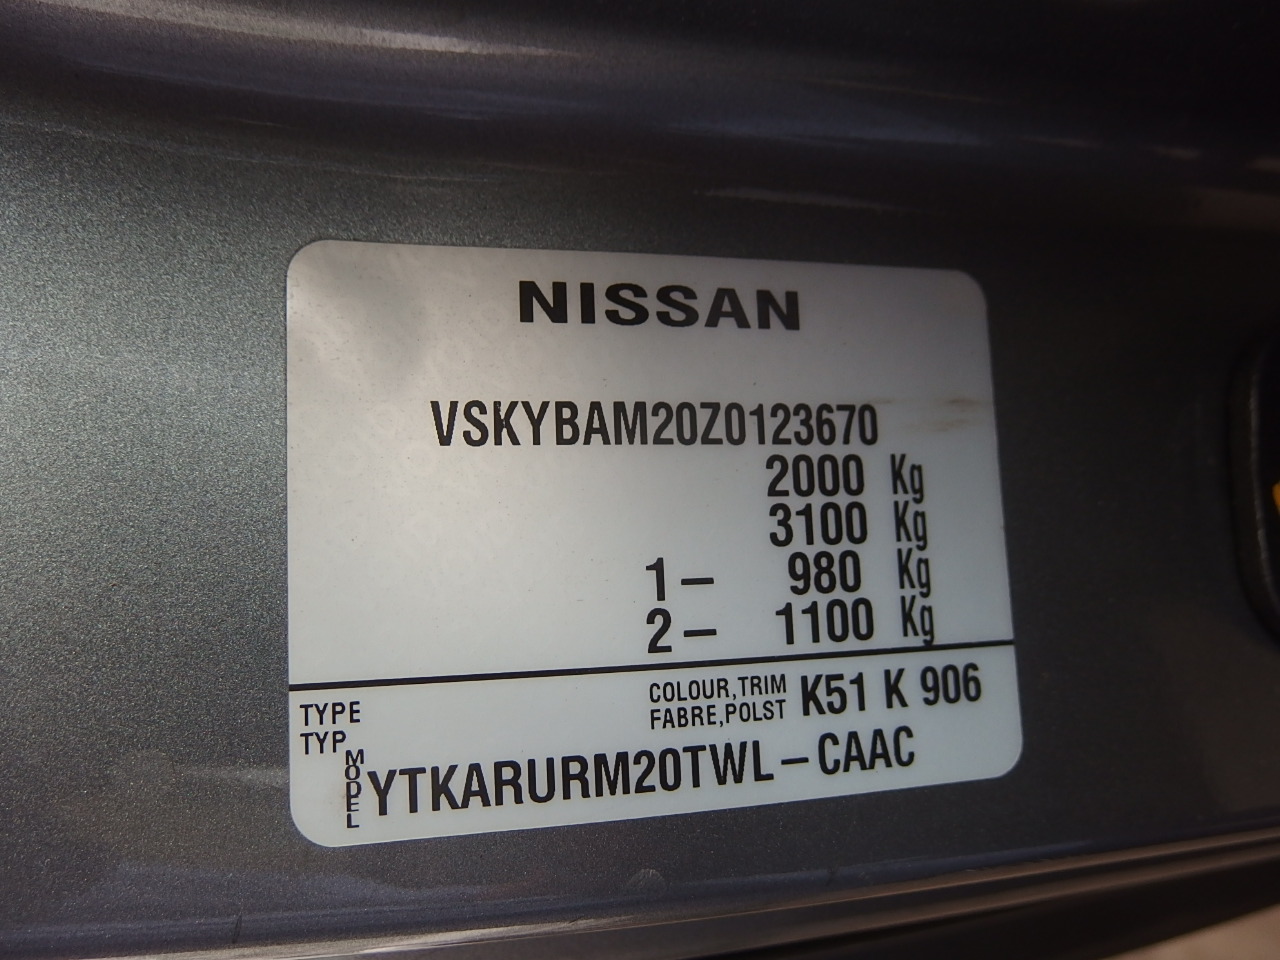 NISSAN
VSKYBAM20Z0123670
2000 Kg
3100 Kg
1- 980 Kg
2- 1100 Kg
TYPE
TYP
COLOUR,TRIM
FABRE,POLST
K51 K 906
MODEL
YTKARURM20TWL-CAAC